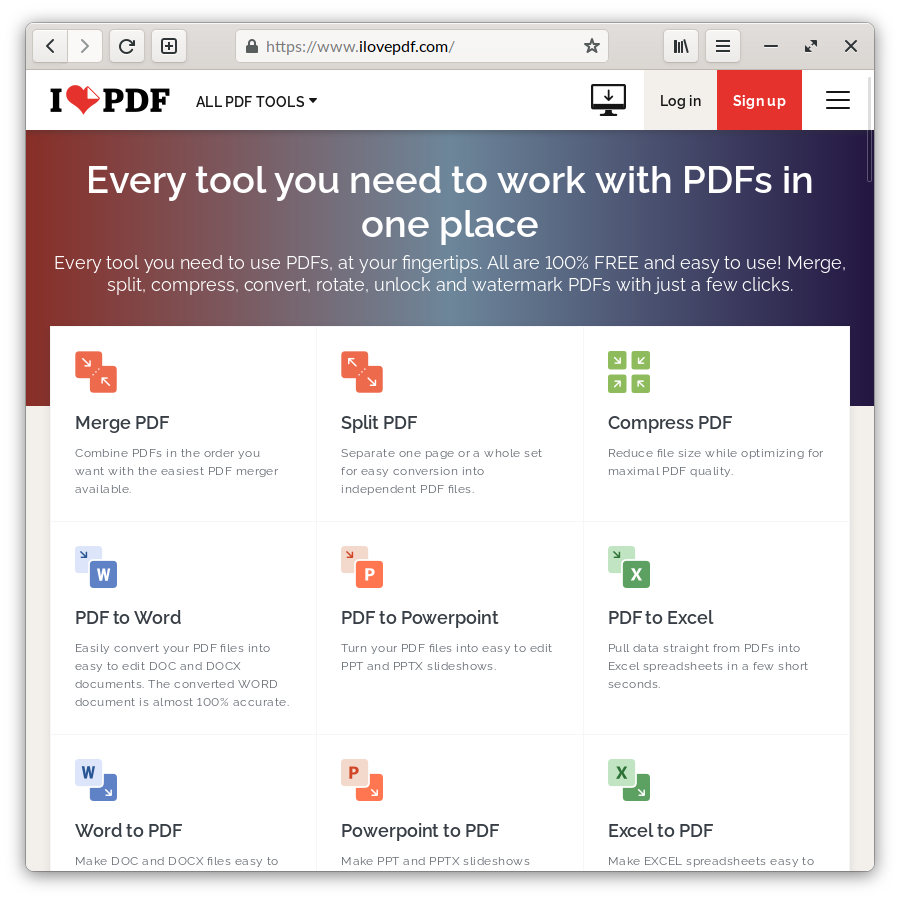 https://www.ilovepdf.com/
I PDF
ALL PDF TOOLS
Log in
Sign up
Every tool you need to work with PDFs in
one place
Every tool you need to use PDFs, at your fingertips. All are 100% FREE and easy to use! Merge,
split, compress, convert, rotate, unlock and watermark PDFs with just a few clicks.
Merge PDF
Combine PDFs in the order you
want with the easiest PDF merger
available.
Split PDF
Separate one page or a whole set
for easy conversion into
independent PDF files.
Compress PDF
Reduce file size while optimizing for
maximal PDF quality.
W
PDF to Word
Easily convert your PDF files into
easy to edit DOC and DOCX
documents. The converted WORD
document is almost 100% accurate.
P
PDF to Powerpoint
Turn your PDF files into easy to edit
PPT and PPTX slideshows.
X
PDF to Excel
Pull data straight from PDFs into
Excel spreadsheets in a few short
seconds.
W
Word to PDF
Make DOC and DOCX files easy to
P
Powerpoint to PDF
Make PPT and PPTX slideshows
X
Excel to PDF
Make EXCEL spreadsheets easy to